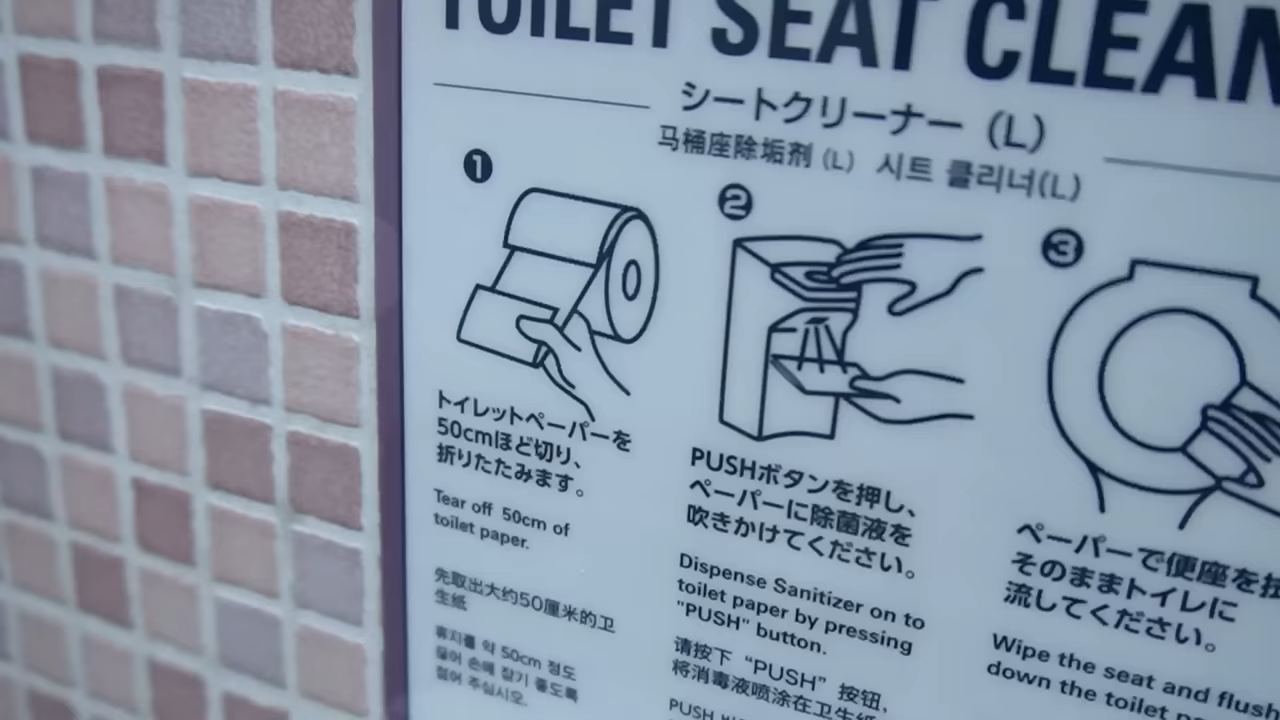 TOILET SEAT CLEAN
シートクリーナー (L)
马桶座除垢剂 (L) 시트 클리너(L)
1
トイレットペーパーを
50cmほど切り、
折りたたみます。
Tear off 50cm of
toilet paper.
先取出大约50厘米的卫
生纸
휴지를 약 50cm 정도
뜯어 손에 잡기 좋도록
접어 주십시오.
2
PUSHボタンを押し、
ペーパーに除菌液を
吹きかけてください。
Dispense Sanitizer on to
toilet paper by pressing
"PUSH" button.
请按下“PUSH”按钮,
将消毒液喷涂在卫生纸
PUSH
3
ペーパーで便座を拭
そのままトイレに
流してください。
Wipe the seat and flush
down the toilet